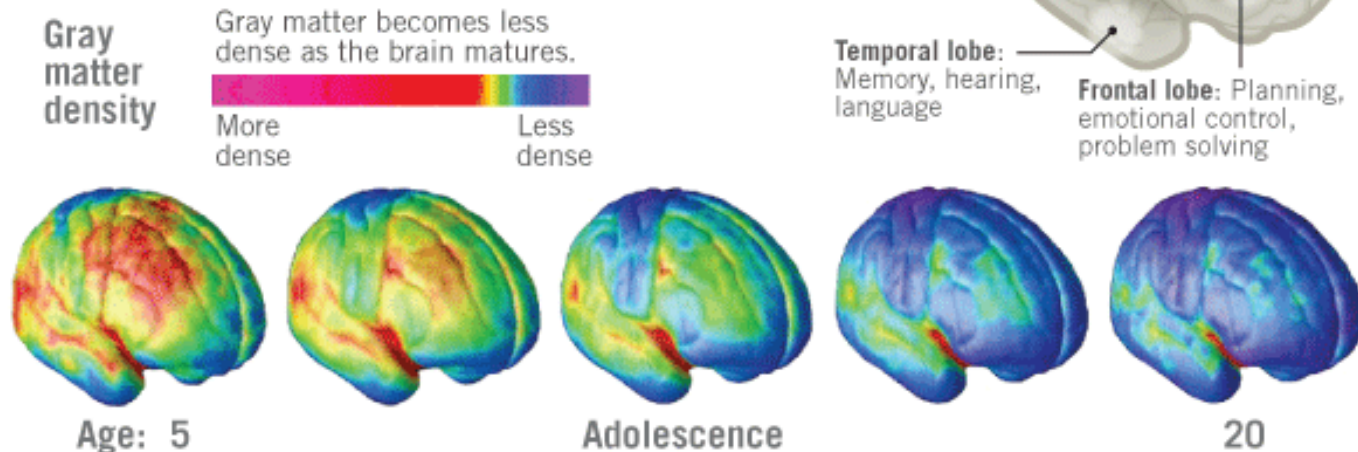 Gray
matter
density
Gray matter becomes less
dense as the brain matures.
More
dense
Less
dense
Temporal lobe:
Memory, hearing,
language
Frontal lobe: Planning,
emotional control,
problem solving
Age: 5
Adolescence
20